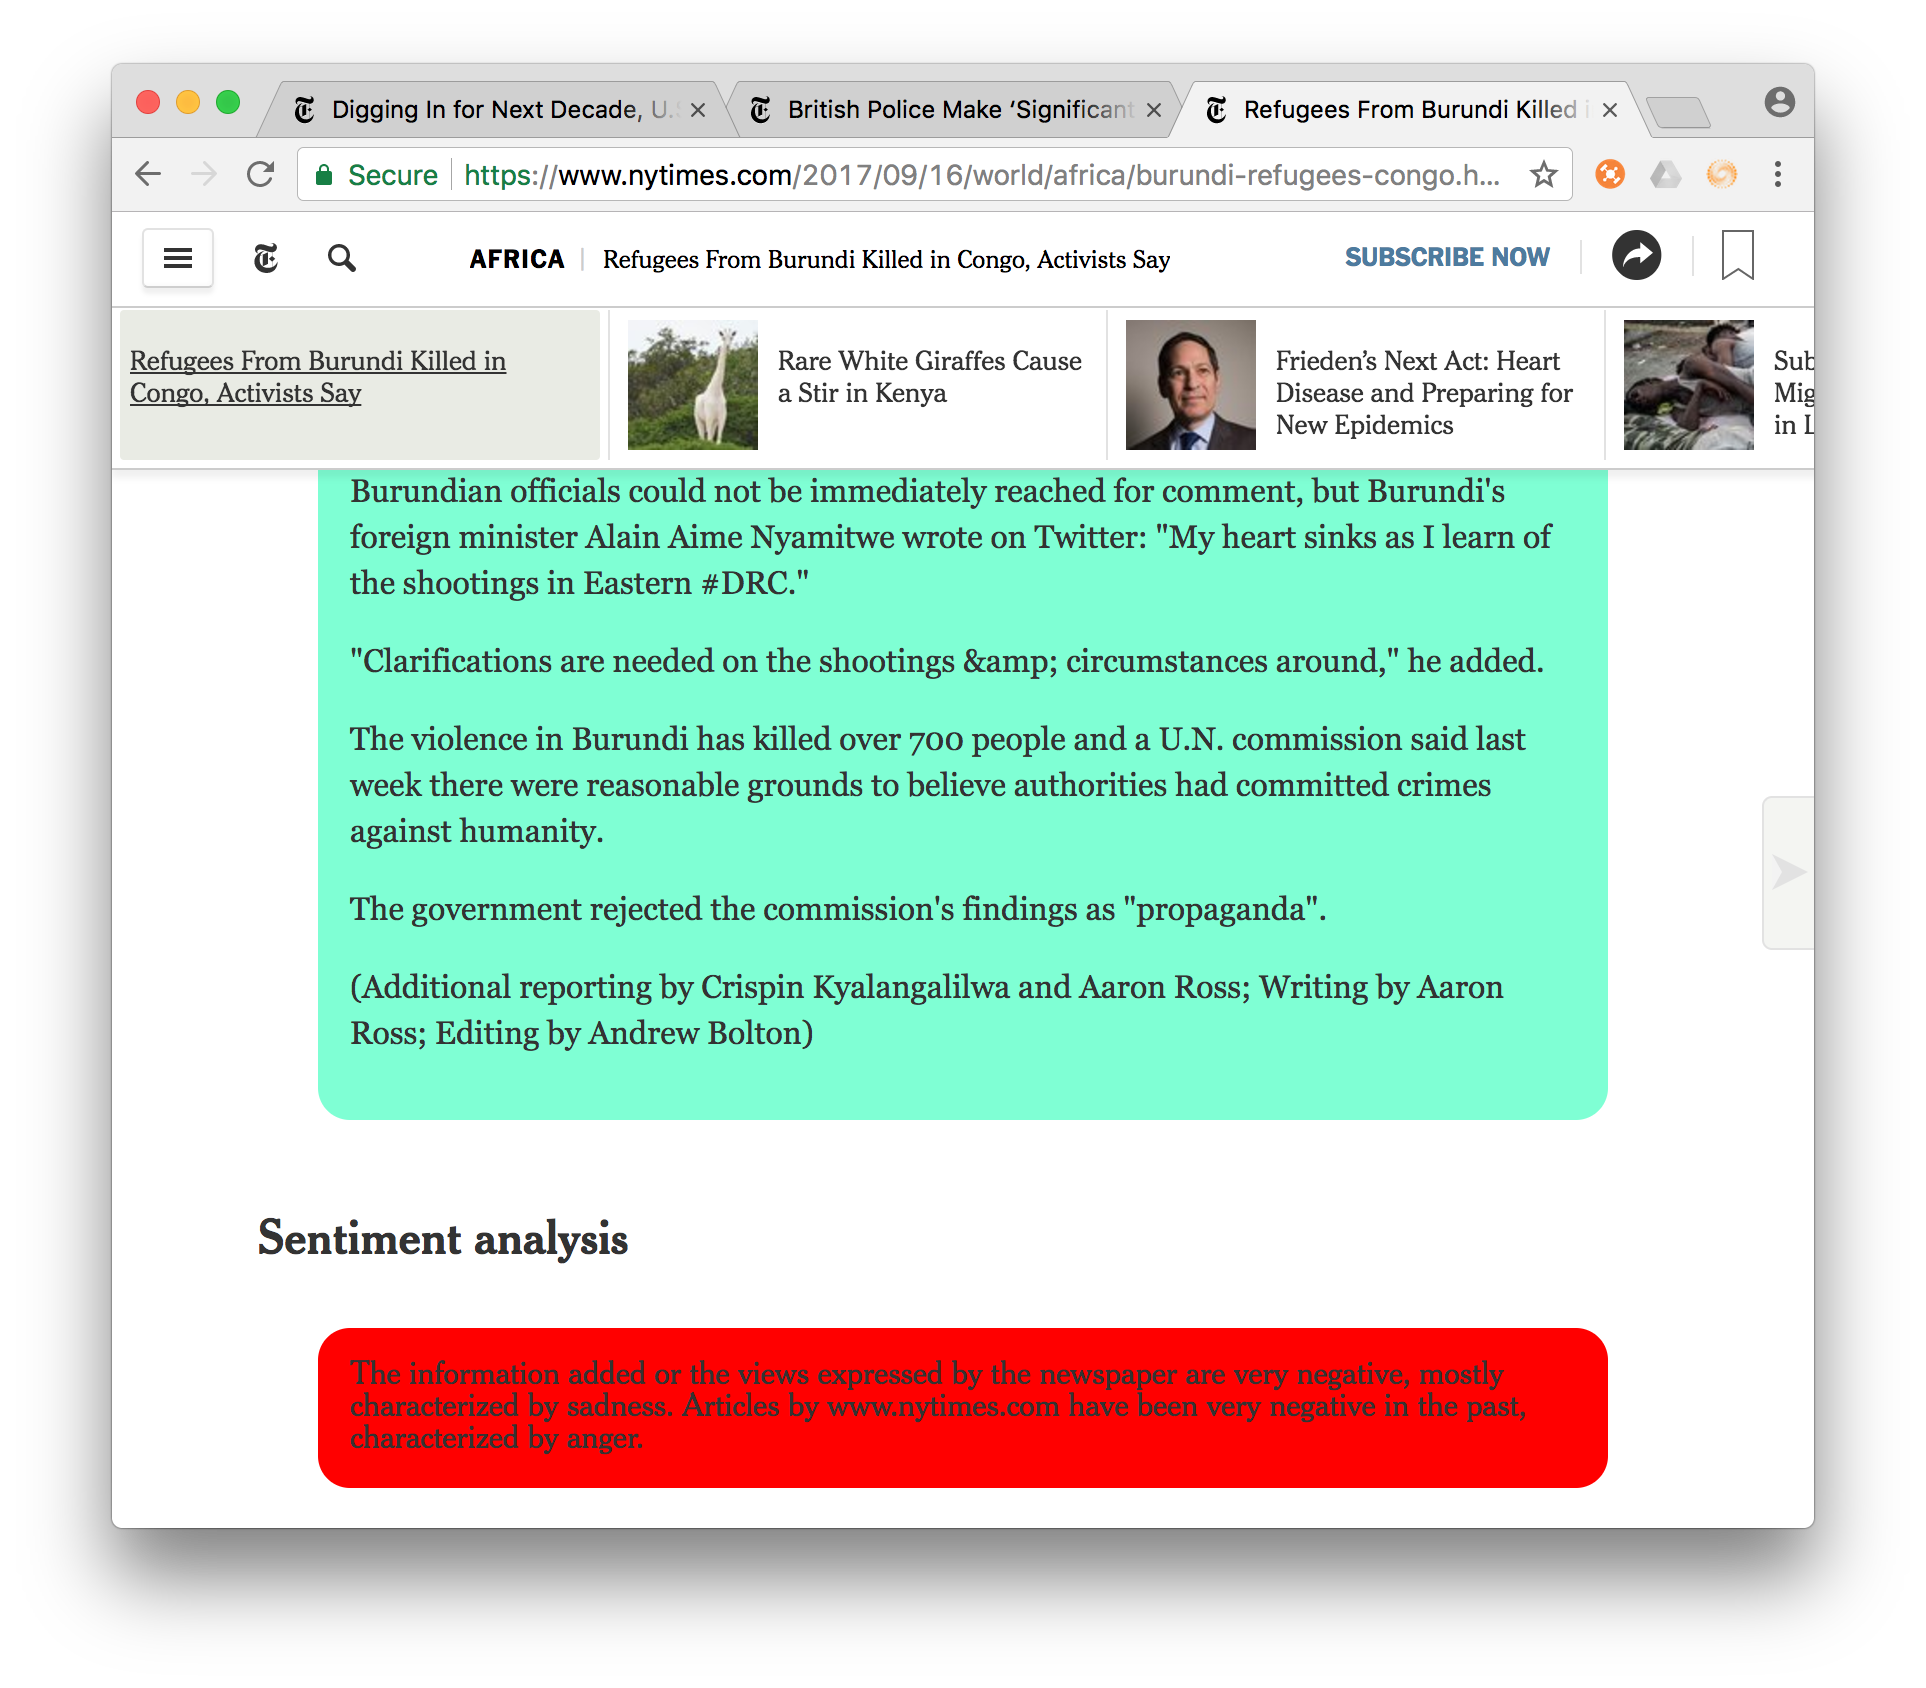 Digging In for Next Decade, U.S
British Police Make ‘Significant
Refugees From Burundi Killed i
Secure https://www.nytimes.com/2017/09/16/world/africa/burundi-refugees-congo.h...
AFRICA Refugees From Burundi Killed in Congo, Activists Say
SUBSCRIBE NOW
Refugees From Burundi Killed in
Congo, Activists Say
Rare White Giraffes Cause
a Stir in Kenya
Frieden’s Next Act: Heart
Disease and Preparing for
New Epidemics
Sub
Mig
in L
Burundian officials could not be immediately reached for comment, but Burundi's
foreign minister Alain Aime Nyamitwe wrote on Twitter: "My heart sinks as I learn of
the shootings in Eastern #DRC."
"Clarifications are needed on the shootings &amp; circumstances around," he added.
The violence in Burundi has killed over 700 people and a U.N. commission said last
week there were reasonable grounds to believe authorities had committed crimes
against humanity.
The government rejected the commission's findings as "propaganda".
(Additional reporting by Crispin Kyalangalilwa and Aaron Ross; Writing by Aaron
Ross; Editing by Andrew Bolton)
Sentiment analysis
The information added or the views expressed by the newspaper are very negative, mostly
characterized by sadness. Articles by www.nytimes.com have been very negative in the past,
characterized by anger.